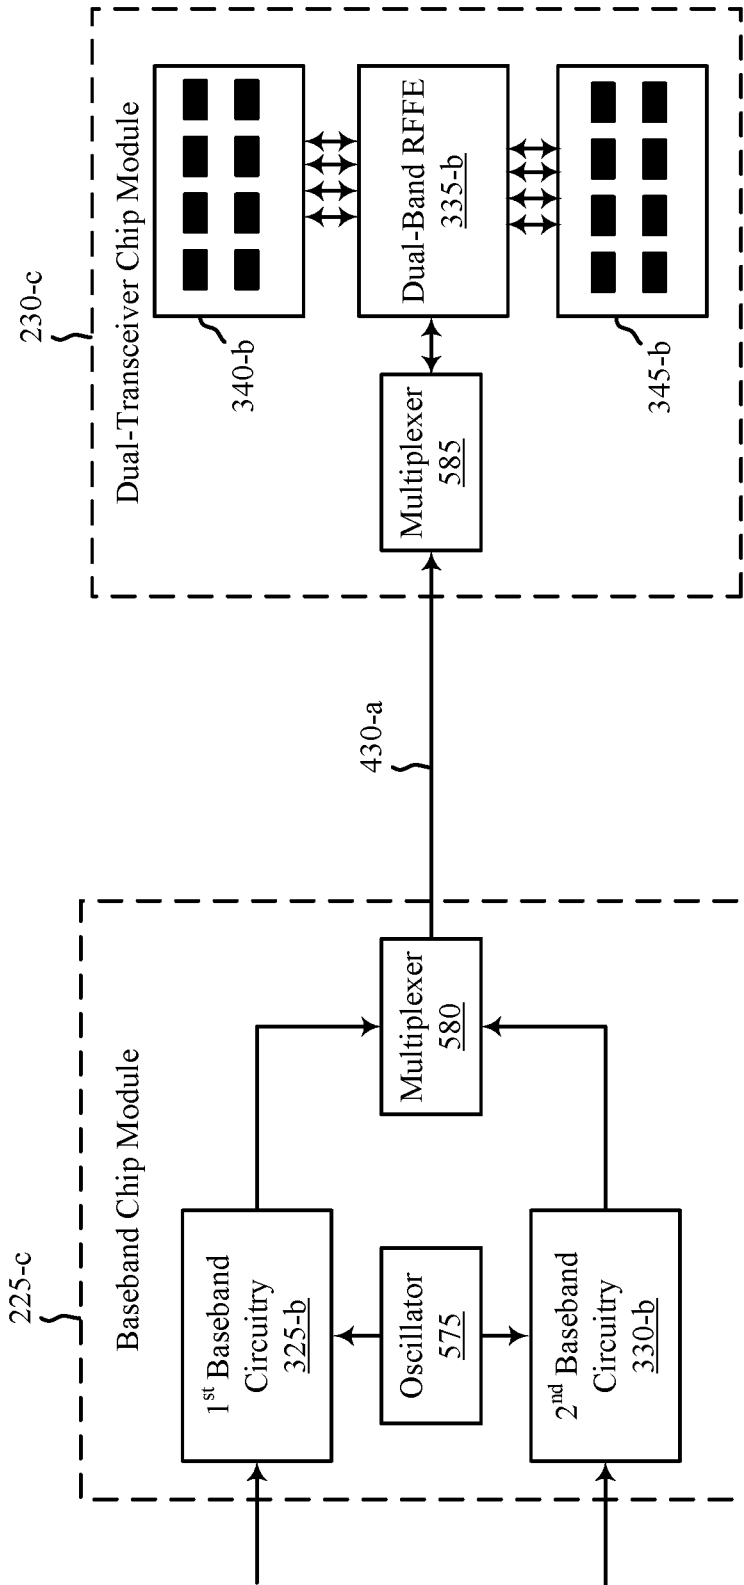 225-c
Baseband Chip Module
1st Baseband
Circuitry
325-b
Oscillator
575
2nd Baseband
Circuitry
330-b
Multiplexer
580
430-a
230-c
Dual-Transceiver Chip Module
Multiplexer
585
340-b
Dual-Band RFFE
335-b
345-b